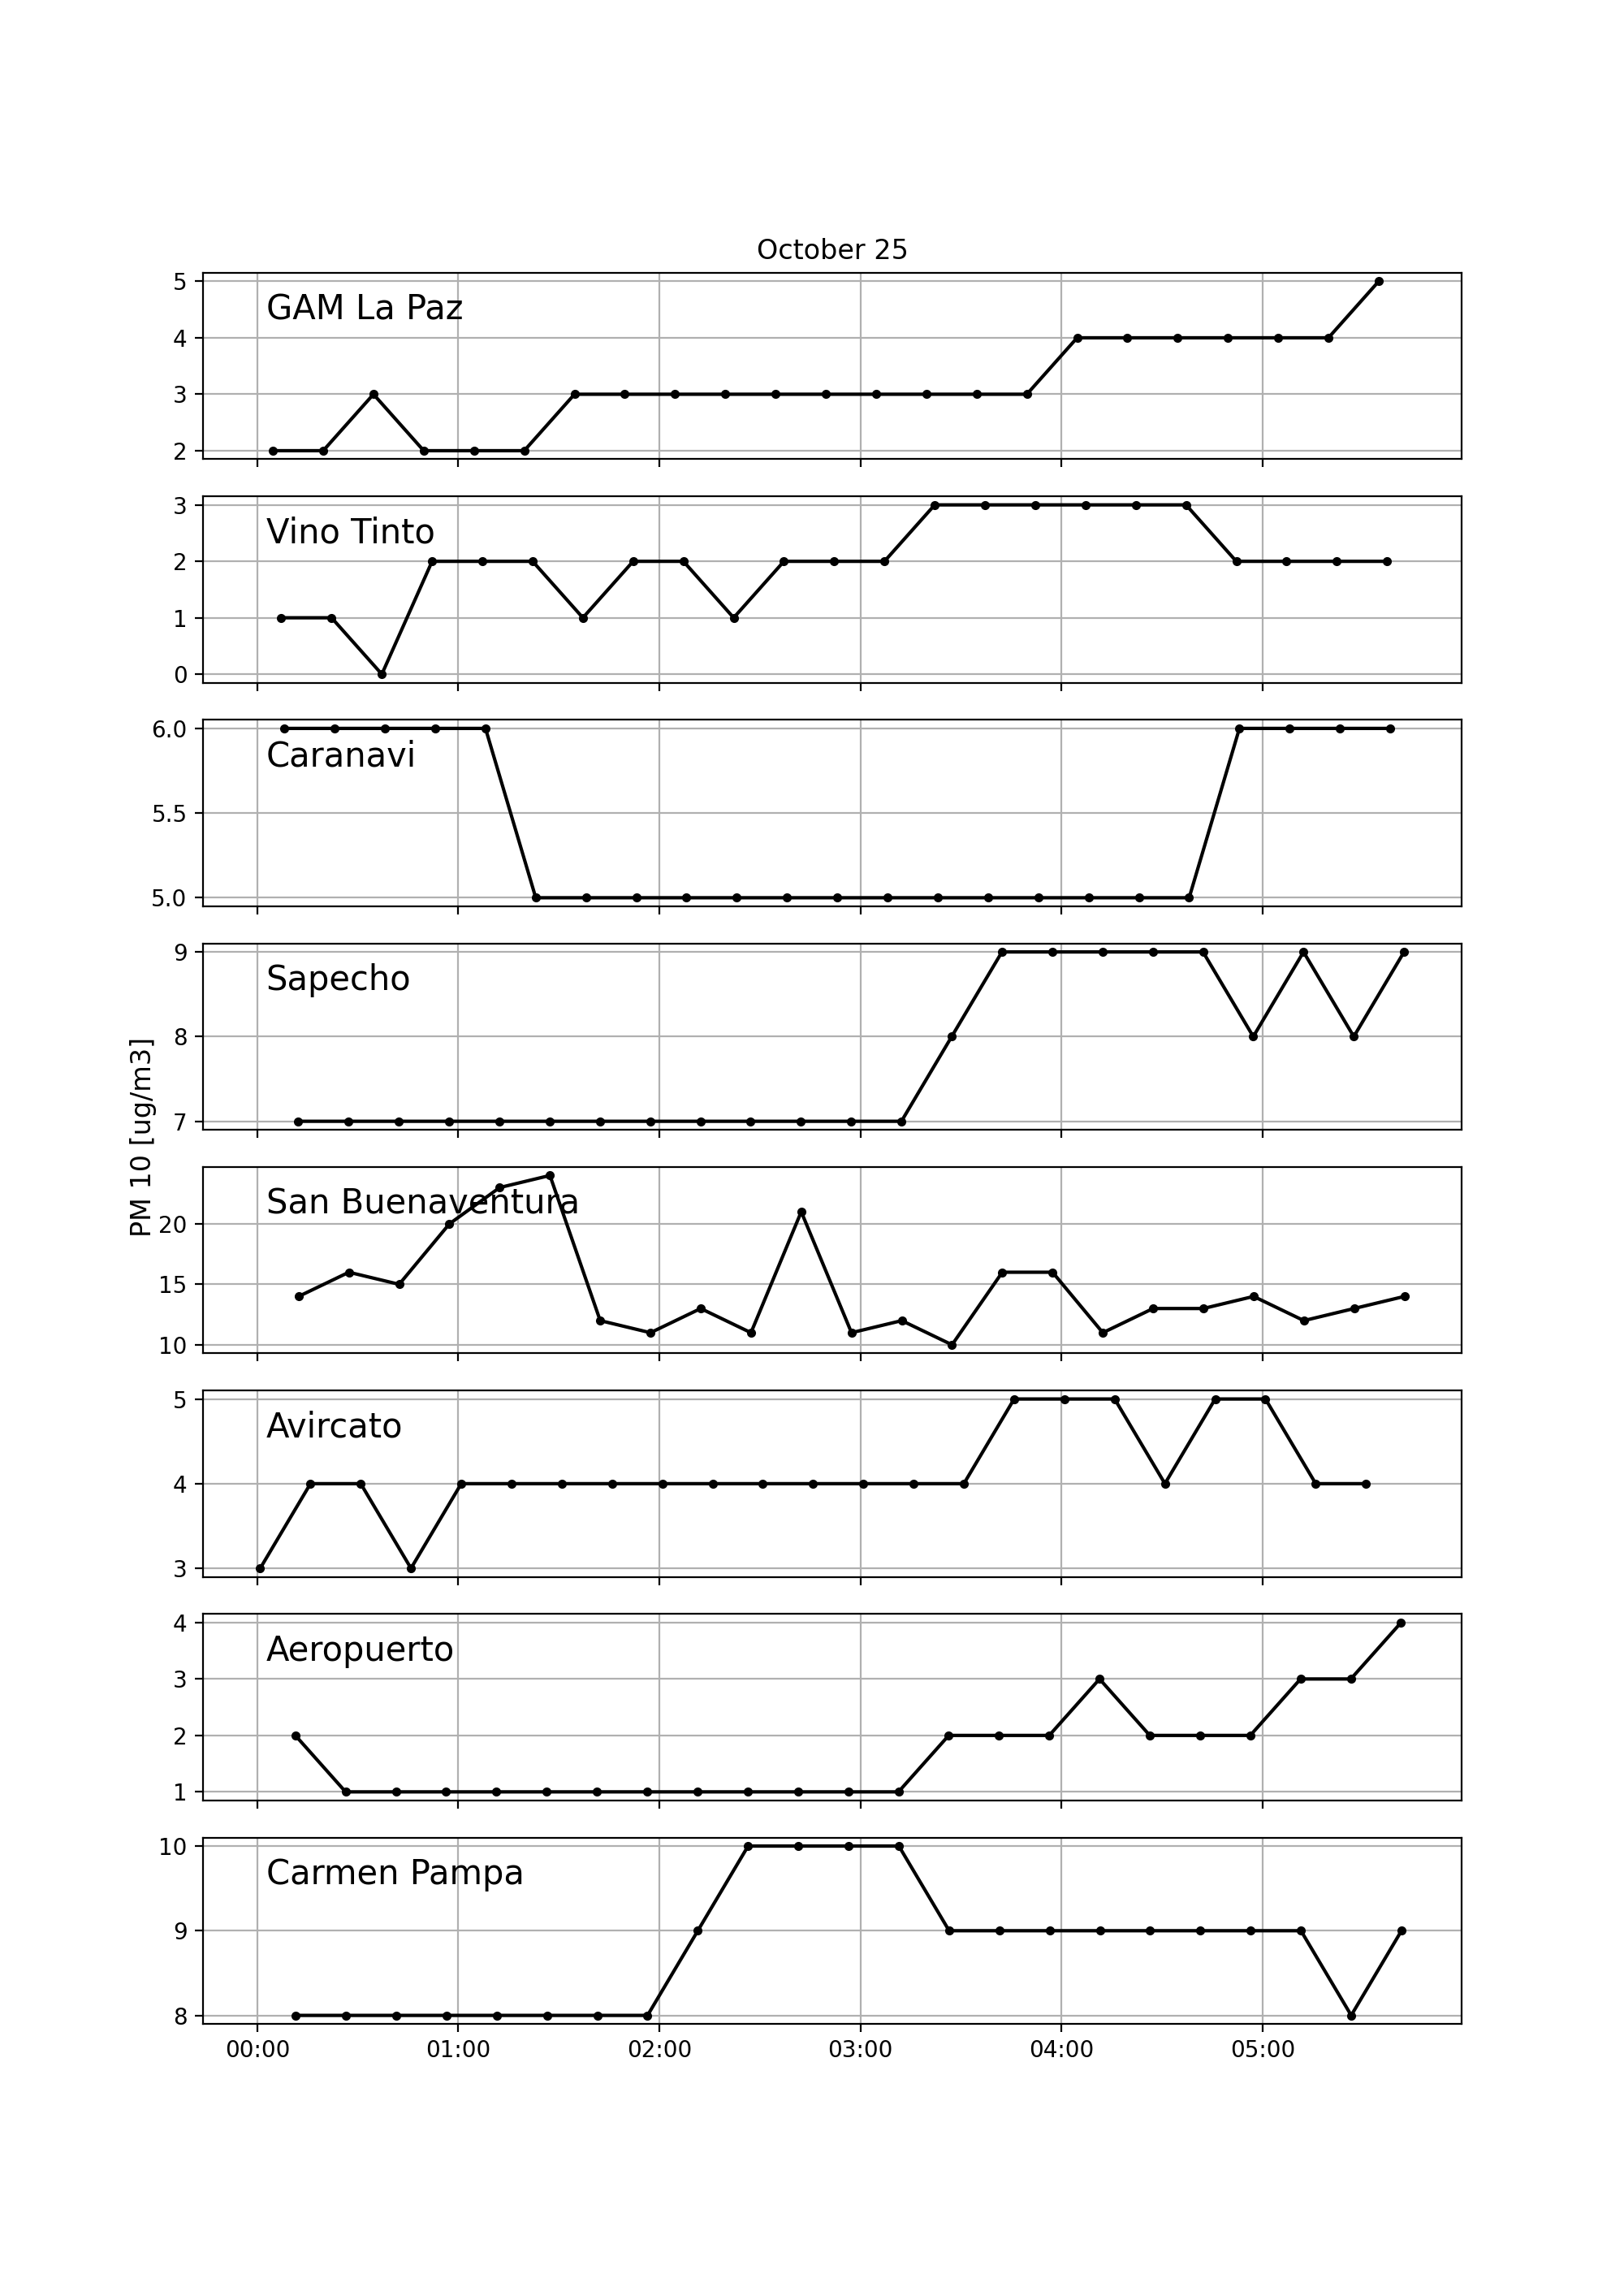 October 25
PM 10 [ug/m3]
GAM La Paz
5
4
3
2
Vino Tinto
3
2
1
0
Caranavi
6.0
5.5
5.0
Sapecho
9
8
7
San Buenaventura
20
15
10
Avircato
5
4
3
Aeropuerto
4
3
2
1
Carmen Pampa
10
9
8
00:00 01:00 02:00 03:00 04:00 05:00